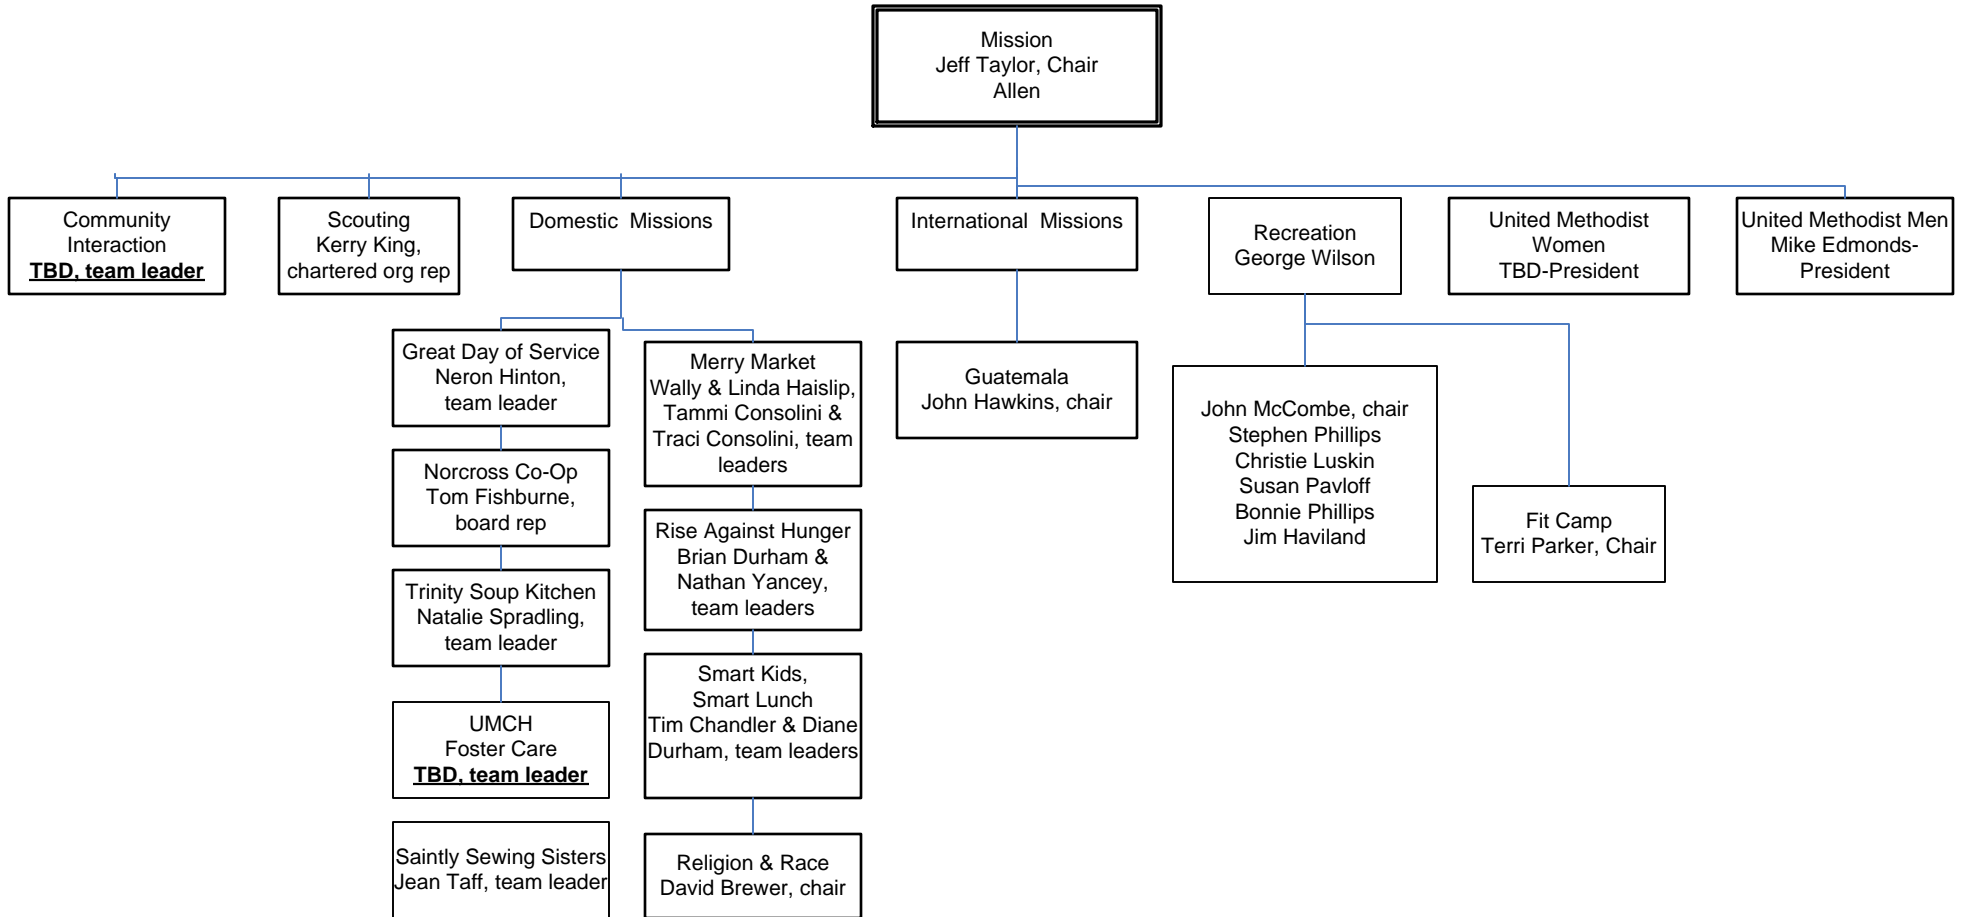 Mission
Jeff Taylor, Chair
Allen
Community
Interaction
TBD, team leader
Scouting
Kerry King,
chartered org rep
Domestic Missions
International Missions
Recreation
George Wilson
United Methodist
Women
TBD-President
United Methodist Men
Mike Edmonds-
President
Great Day of Service
Neron Hinton,
team leader
Norcross Co-Op
Tom Fishburne,
board rep
Trinity Soup Kitchen
Natalie Spradling,
team leader
UMCH
Foster Care
TBD, team leader
Saintly Sewing Sisters
Jean Taff, team leader
Merry Market
Wally & Linda Haislip,
Tammi Consolini &
Traci Consolini, team
leaders
Rise Against Hunger
Brian Durham &
Nathan Yancey,
team leaders
Smart Kids,
Smart Lunch
Tim Chandler & Diane
Durham, team leaders
Religion & Race
David Brewer, chair
Guatemala
John Hawkins, chair
John McCombe, chair
Stephen Phillips
Christie Luskin
Susan Pavloff
Bonnie Phillips
Jim Haviland
Fit Camp
Terri Parker, Chair